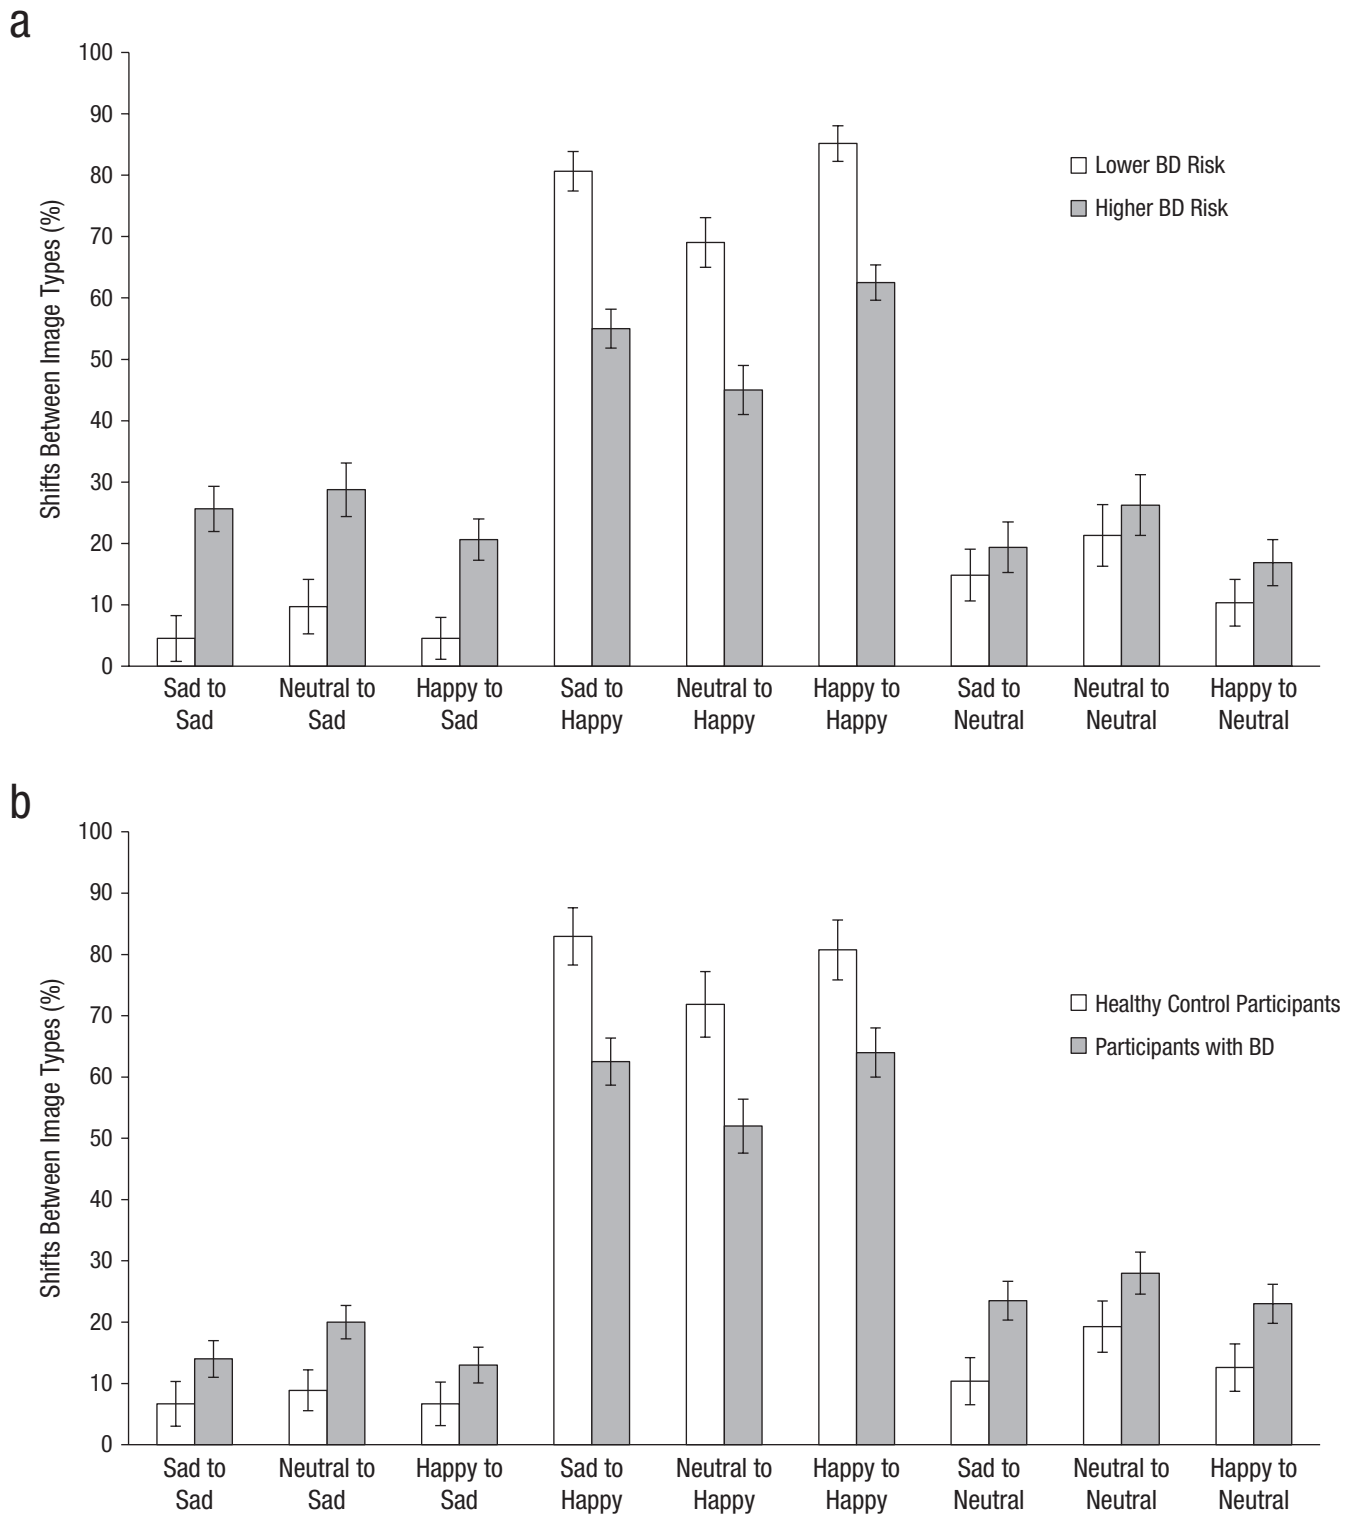 a
100
90
80
70
60
50
40
30
20
10
0
Shifts Between Image Types (%)
Lower BD Risk
Higher BD Risk
Sad to
Sad
Neutral to
Sad
Happy to
Sad
Sad to
Happy
Neutral to
Happy
Happy to
Happy
Sad to
Neutral
Neutral to
Neutral
Happy to
Neutral
b
100
90
80
70
60
50
40
30
20
10
0
Shifts Between Image Types (%)
Healthy Control Participants
Participants with BD
Sad to
Sad
Neutral to
Sad
Happy to
Sad
Sad to
Happy
Neutral to
Happy
Happy to
Happy
Sad to
Neutral
Neutral to
Neutral
Happy to
Neutral